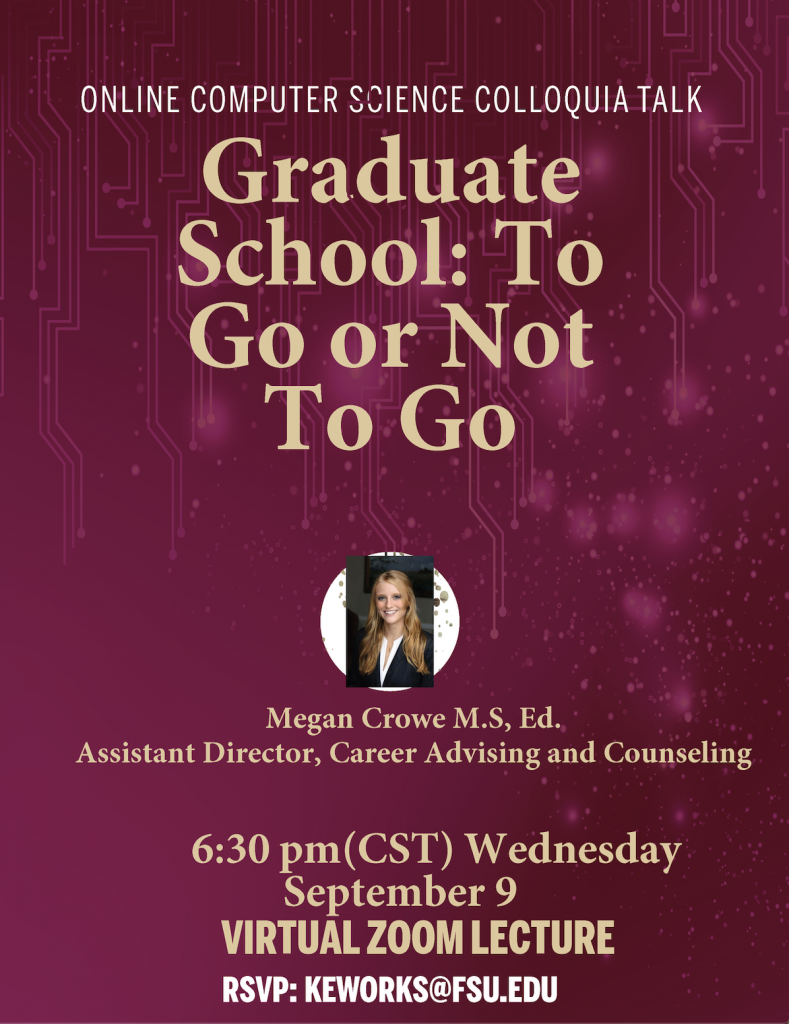 ONLINE COMPUTER SCIENCE COLLOQUIA TALK
Graduate
School: To
Go or Not
To Go
Megan Crowe M.S, Ed.
Assistant Director, Career Advising and Counseling
6:30 pm(CST) Wednesday
September 9
VIRTUAL ZOOM LECTURE
RSVP: KEWORKS@FSU.EDU